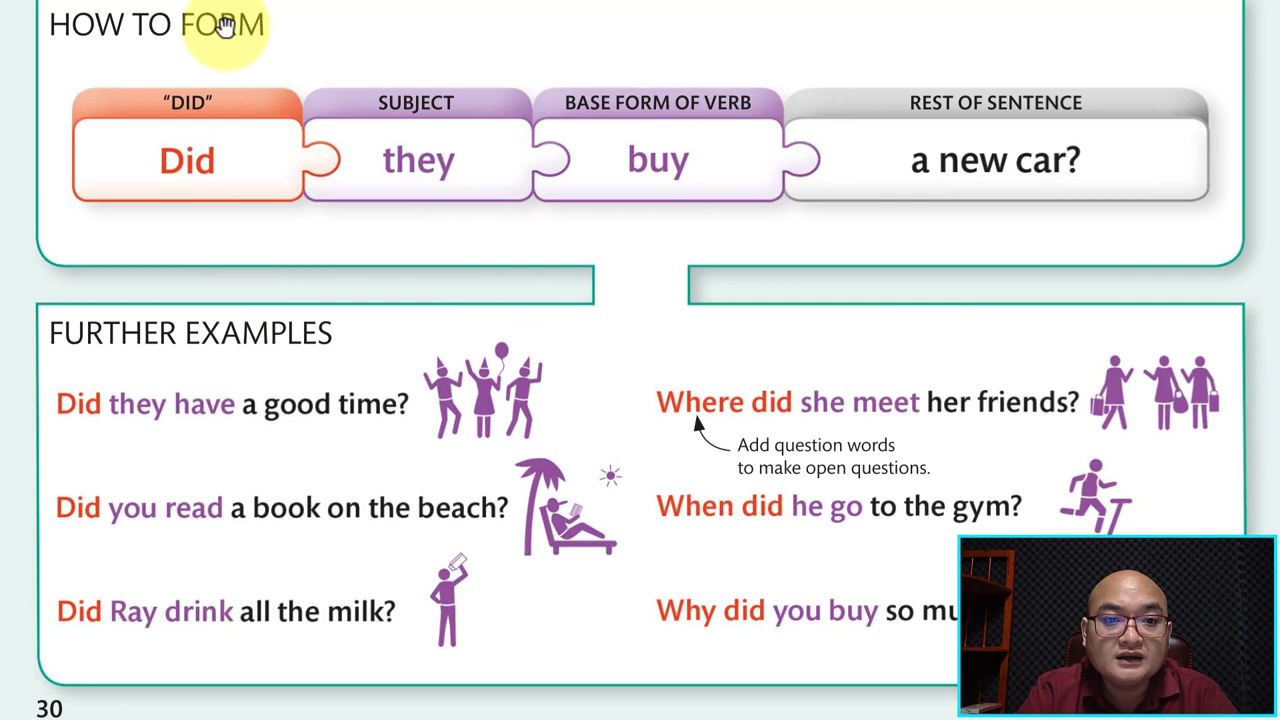 HOW TO FORM
"DID" SUBJECT BASE FORM OF VERB REST OF SENTENCE
Did they buy a new car?
FURTHER EXAMPLES
Did they have a good time?
Did you read a book on the beach?
Did Ray drink all the milk?
Where did she meet her friends?
Add question words
to make open questions.
When did he go to the gym?
Why did you buy so
30